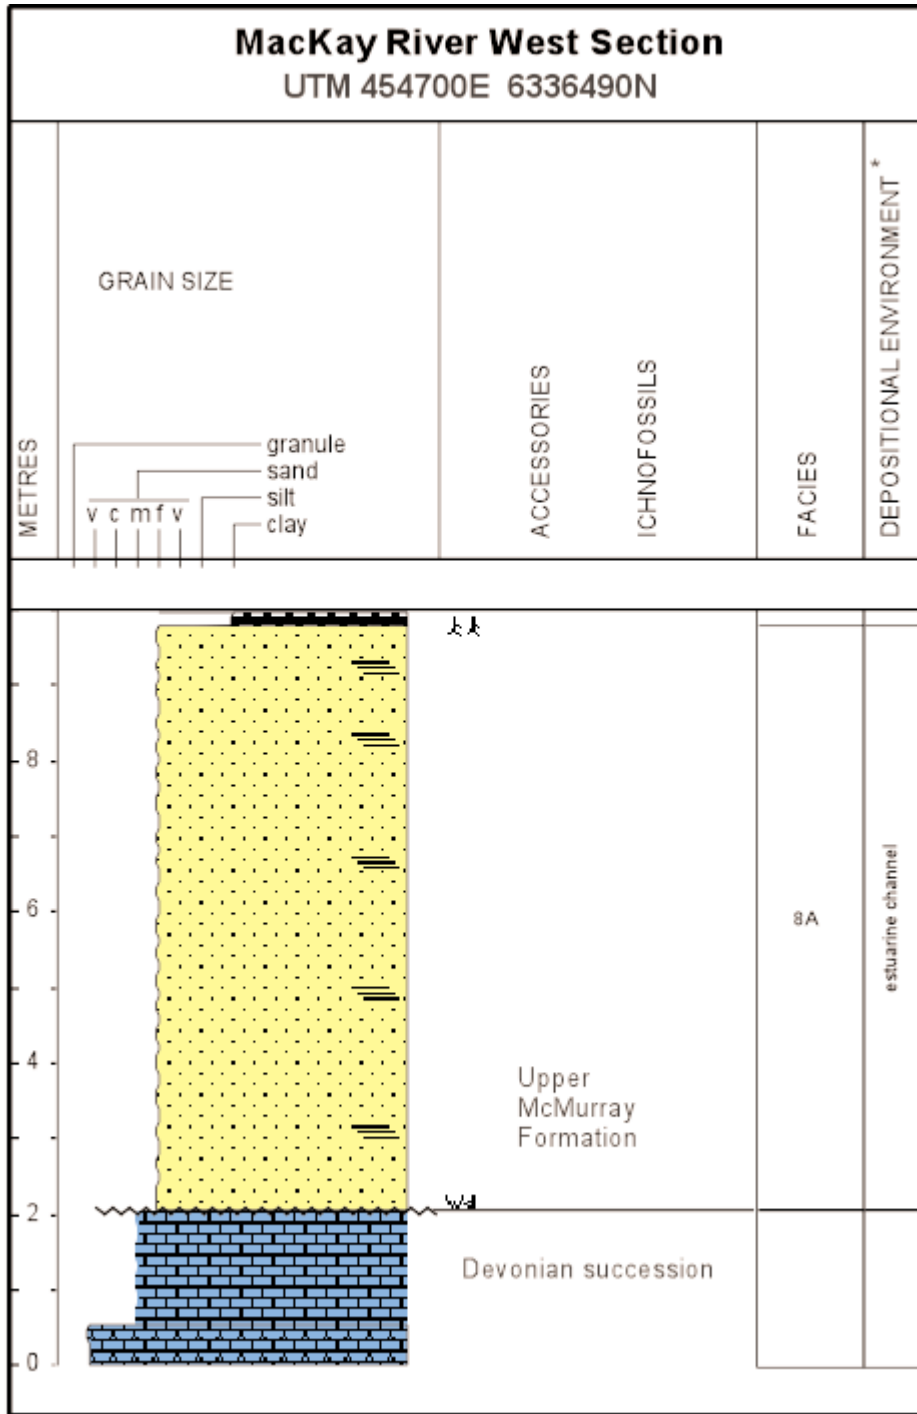 MacKay River West Section
UTM 454700E 6336490N
METRES
GRAIN SIZE
granule
sand
silt
clay
v c m f v
ACCESSORIES
ICHNOFOSSILS
FACIES
DEPOSITIONAL ENVIRONMENT *
8
6
4
2
0
8A
estuarine channel
Upper
McMurray
Formation
Wd
Devonian succession